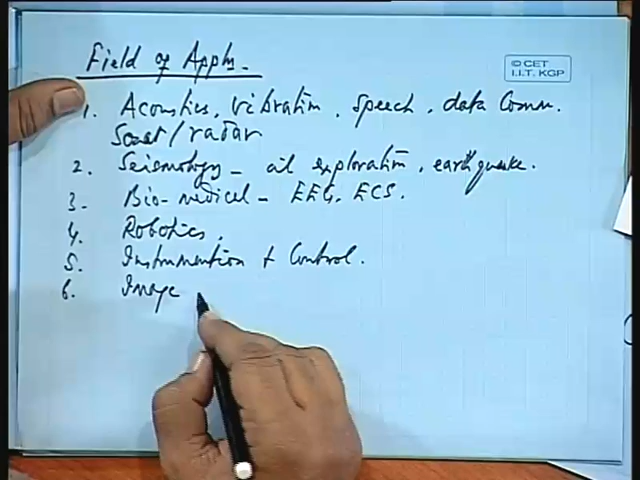 Field of Appln.
© CET
I.I.T. KGP
1. Acoustics, vibration, speech, data Comm.
Sonar/radar
2. Seismology - oil exploration, earthquake.
3. Bio-medical - EEG, ECG.
4. Robotics.
5. Instrumention + Control.
6. Image